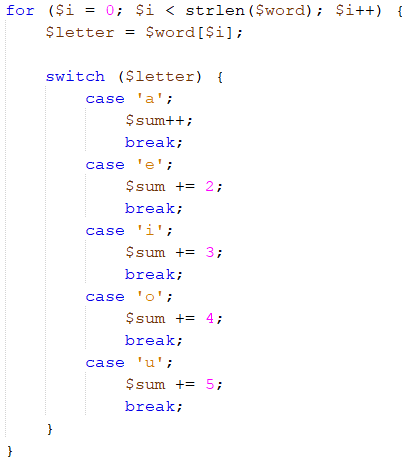 for ($i = 0; $i < strlen($word); $i++) {
    $letter = $word[$i];

    switch ($letter) {
        case 'a';
            $sum++;
            break;
        case 'e';
            $sum += 2;
            break;
        case 'i';
            $sum += 3;
            break;
        case 'o';
            $sum += 4;
            break;
        case 'u';
            $sum += 5;
            break;
    }
}